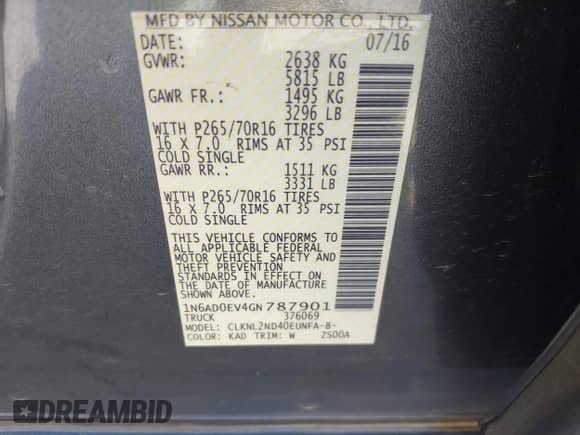 MFD BY NISSAN MOTOR CO., LTD.
DATE: 07/16
GVWR: 2638 KG
5815 LB
GAWR FR.: 1495 KG
3296 LB
WITH P265/70R16 TIRES
16 X 7.0 RIMS AT 35 PSI
COLD SINGLE
GAWR RR.: 1511 KG
3331 LB
WITH P265/70R16 TIRES
16 X 7.0 RIMS AT 35 PSI
COLD SINGLE
THIS VEHICLE CONFORMS TO
ALL APPLICABLE FEDERAL
MOTOR VEHICLE SAFETY AND
THEFT PREVENTION
STANDARDS IN EFFECT ON
THE DATE OF MANUFACTURE
SHOWN ABOVE.
1N6AD0EV4GN787901
TRUCK 376069
MODEL: CLKNL2ND40EUNFA-B-
COLOR: KAD TRIM: W 2S00A
DREAMBID